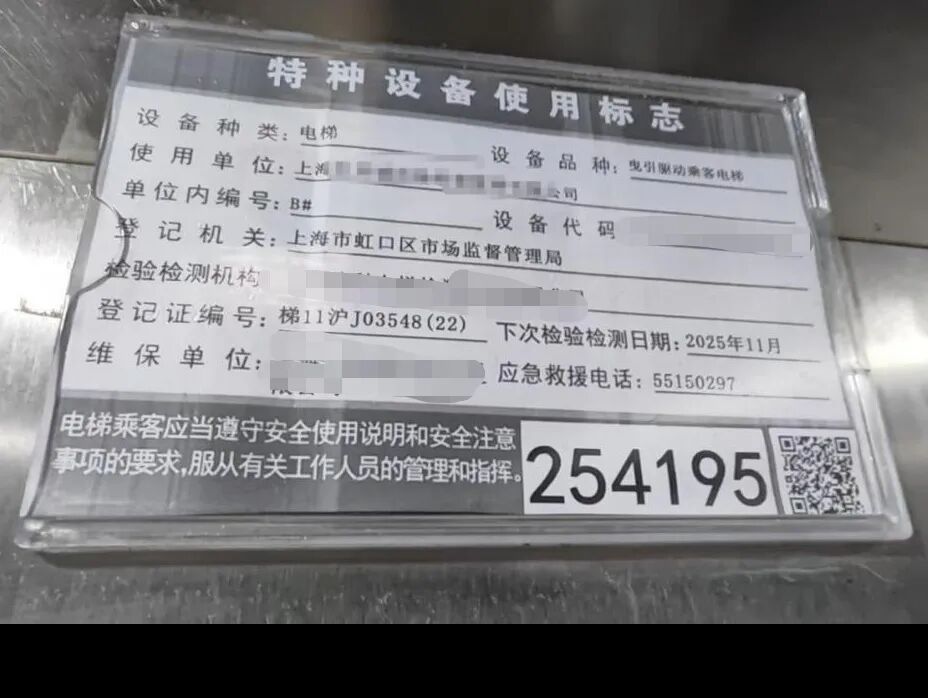 特种设备使用标志
设备种类：电梯 设备品种：曳引驱动乘客电梯
使用单位：上海 公司
单位内编号：B# 设备代码
登记机关：上海市虹口区市场监督管理局
检验检测机构
登记证编号：梯11沪J03548(22) 下次检验检测日期：2025年11月
维保单位： 应急救援电话：55150297
电梯乘客应当遵守安全使用说明和安全注意
事项的要求,服从有关工作人员的管理和指挥。
254195